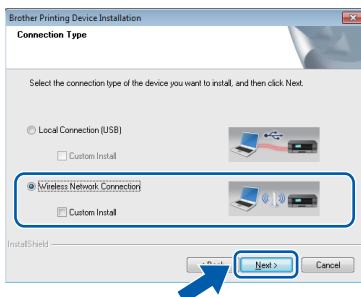 Brother Printing Device Installation
Connection Type
Select the connection type of the device you want to install, and then click Next.
Local Connection (USB)
Custom Install
Wireless Network Connection
Custom Install
InstallShield
Next >
Cancel